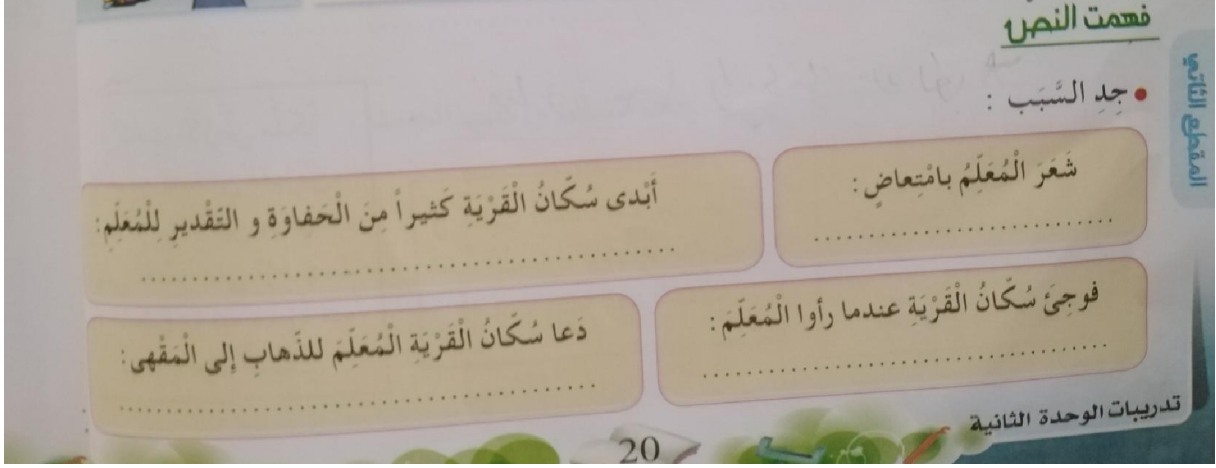 فهمت النص
المقطع الثاني
• جِدِ السَّبَب :
شَعَرَ الْمُعَلِّمُ بامْتِعاضٍ :
أَبْدى سُكّانُ الْقَرْيَةِ كَثيراً مِنَ الْحَفاوَةِ و التَّقْديرِ لِلْمُعَلِّمِ:
فوجِئَ سُكّانُ الْقَرْيَةِ عندما رأوا الْمُعَلِّمَ :
دَعا سُكّانُ الْقَرْيَةِ الْمُعَلِّمَ للذّهابِ إِلى الْمَقْهى :
تدريبات الوحدة الثانية
20